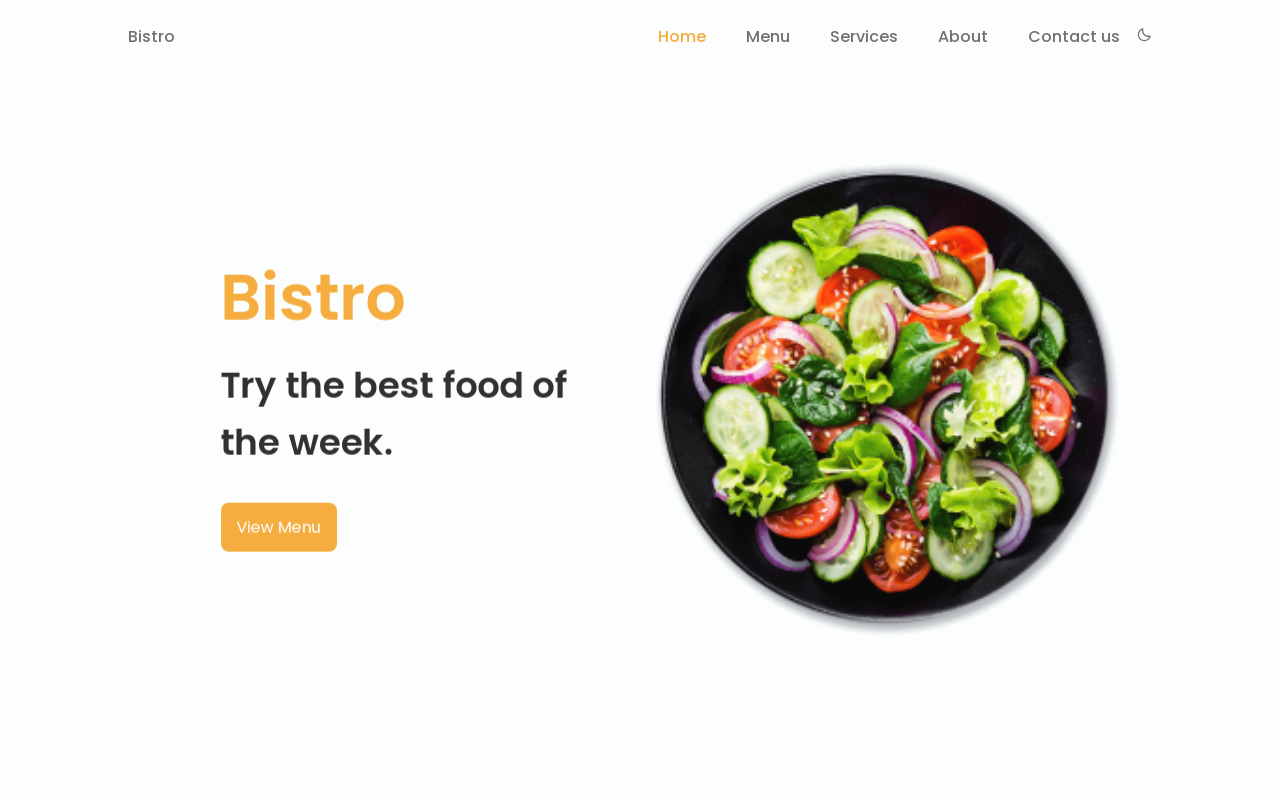 Bistro
Home
Menu
Services
About
Contact us
Bistro
Try the best food of
the week.
View Menu